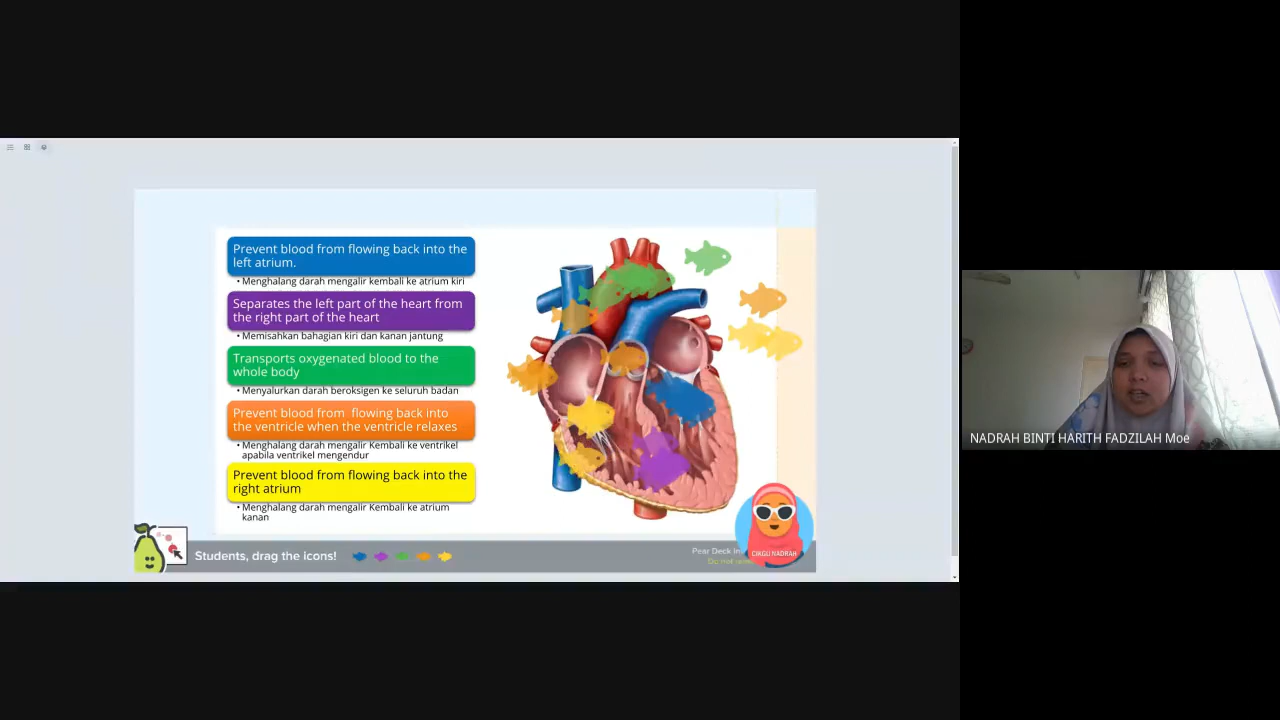 Prevent blood from flowing back into the
left atrium.
• Menghalang darah mengalir kembali ke atrium kiri
Separates the left part of the heart from
the right part of the heart
• Memisahkan bahagian kiri dan kanan jantung
Transports oxygenated blood to the
whole body
• Menyalurkan darah beroksigen ke seluruh badan
Prevent blood from flowing back into
the ventricle when the ventricle relaxes
• Menghalang darah mengalir Kembali ke ventrikel
apabila ventrikel mengendur
Prevent blood from flowing back into the
right atrium
• Menghalang darah mengalir Kembali ke atrium
kanan
Students, drag the icons!
Pear Deck
Do not
CIKGU NADRAH
NADRAH BINTI HARITH FADZILAH Moe